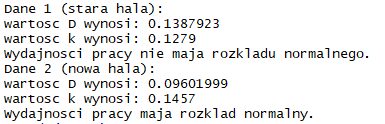 Dane 1 (stara hala):
wartosc D wynosi: 0.1387923
wartosc k wynosi: 0.1279
Wydajnosci pracy nie maja rozkladu normalnego.
Dane 2 (nowa hala):
wartosc D wynosi: 0.09601999
wartosc k wynosi: 0.1457
Wydajnosci pracy maja rozklad normalny.